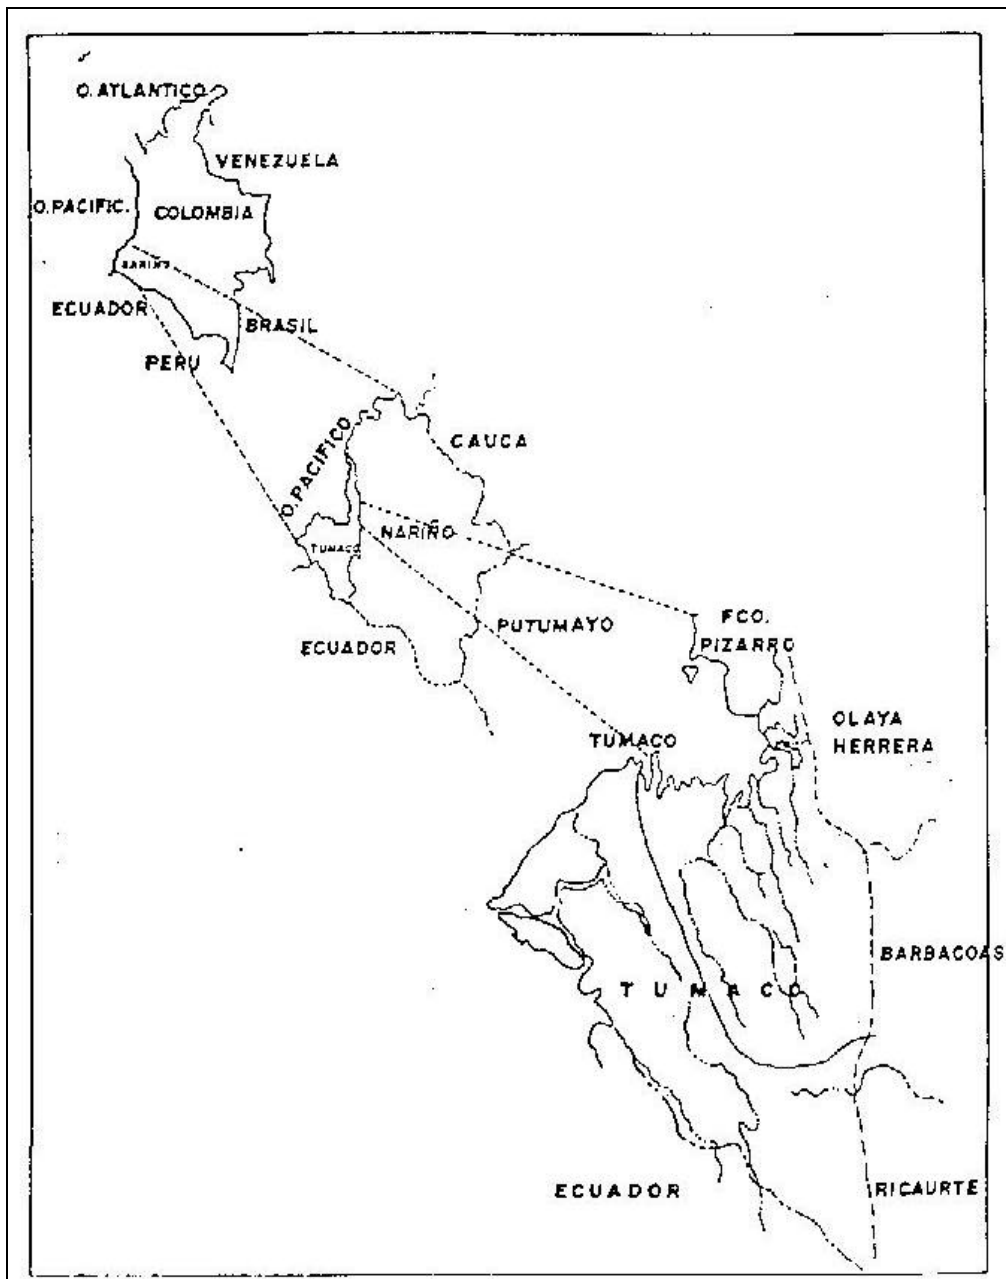 O. ATLANTICO
VENEZUELA
O. PACIFIC.
COLOMBIA
NARIÑO
ECUADOR
BRASIL
PERU
O. PACIFICO
CAUCA
TUMACO
NARIÑO
ECUADOR
PUTUMAYO
FCO.
PIZARRO
OLAYA
HERRERA
TUMACO
BARBACOAS
TUMACO
ECUADOR
RICAURTE